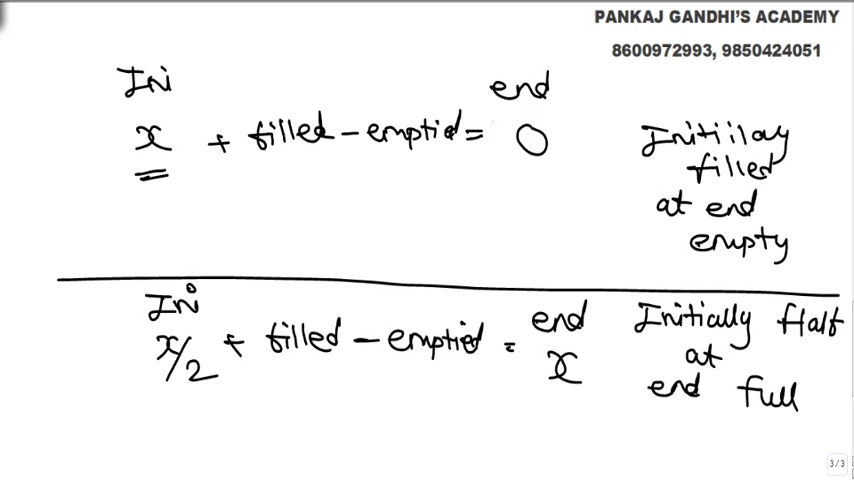 PANKAJ GANDHI'S ACADEMY
8600972993, 9850424051
Ini end
x + filled - emptied = 0
Initiilay
filled
at end
empty
Ini
x/2 + filled - emptied = end
x
Initially Half
at
end full
3/3